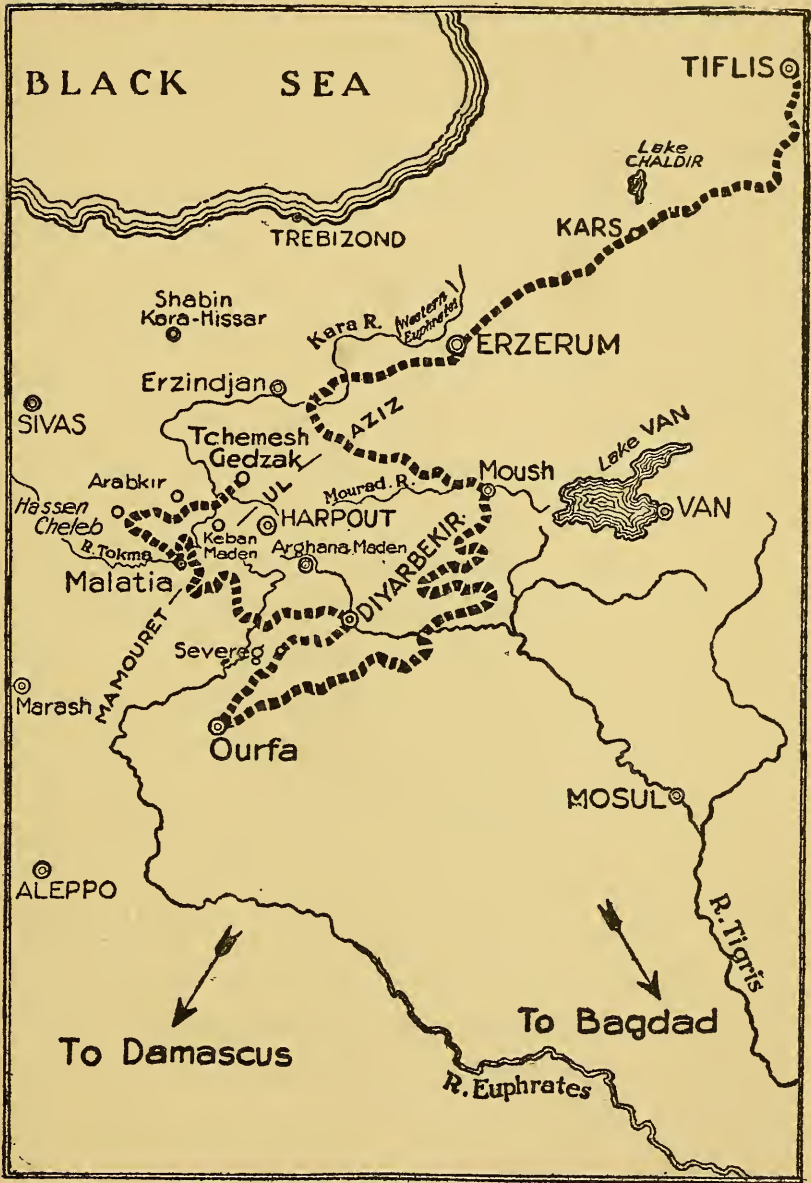 BLACK SEA
TIFLIS
Lake
CHALDIR
KARS
TREBIZOND
Shabin
Kara-Hissar
Kara R.
Western
Euphrates
ERZERUM
Erzindjan
SIVAS
AZIZ
Tchemesh
Gedzak
Lake VAN
Moush
Arabkir
UL
Mourad. R.
VAN
Hassen
Cheleb
HARPOUT
Keban
Maden
R. Tokma
Arghana Maden
Malatia
DIYARBEKIR.
MAMOURET
Severeg
Marash
Ourfa
MOSUL
ALEPPO
R. Tigris
To Bagdad
To Damascus
R. Euphrates